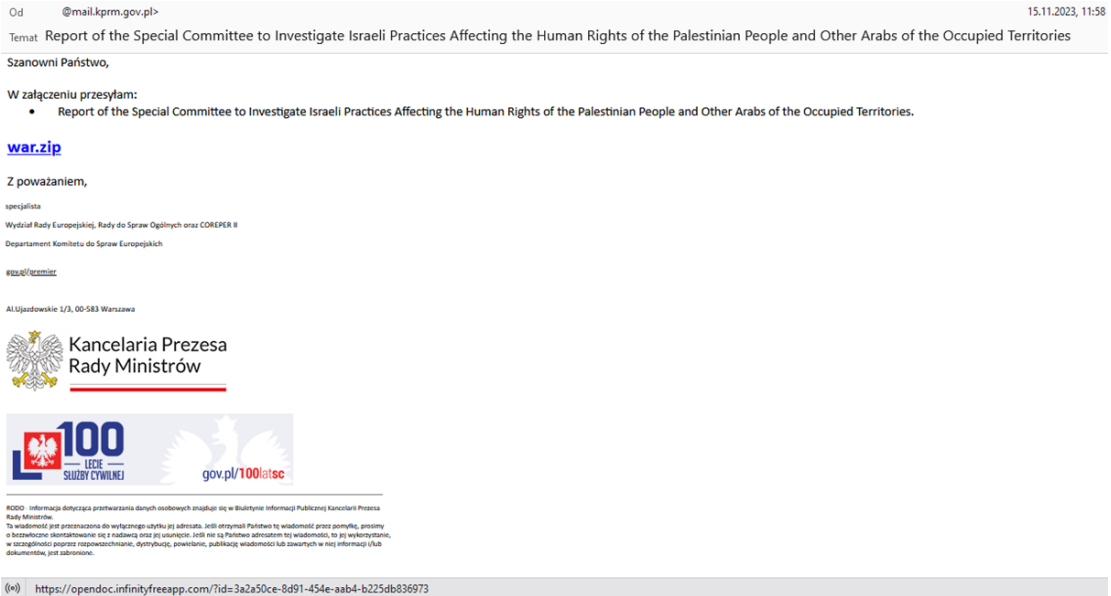 Od @mail.kprm.gov.pl> 15.11.2023, 11:58
Temat Report of the Special Committee to Investigate Israeli Practices Affecting the Human Rights of the Palestinian People and Other Arabs of the Occupied Territories
Szanowni Państwo,
W załączeniu przesyłam:
• Report of the Special Committee to Investigate Israeli Practices Affecting the Human Rights of the Palestinian People and Other Arabs of the Occupied Territories.
war.zip
Z poważaniem,
specjalista
Wydział Rady Europejskiej, Rady do Spraw Ogólnych oraz COREPER II
Departament Komitetu do Spraw Europejskich
gov.pl/premier
Al.Ujazdowskie 1/3, 00-583 Warszawa
Kancelaria Prezesa
Rady Ministrów
100
LECIE
SŁUŻBY CYWILNEJ
gov.pl/100latsc
RODO - Informacja dotycząca przetwarzania danych osobowych znajduje się w Biuletynie Informacji Publicznej Kancelarii Prezesa
Rady Ministrów.
Ta wiadomość jest przeznaczona do wyłącznego użytku jej adresata. Jeśli otrzymali Państwo tę wiadomość przez pomyłkę, prosimy
o bezzwłoczne skontaktowanie się z nadawcą oraz jej usunięcie. Jeśli nie są Państwo adresatem tej wiadomości, to jej wykorzystanie,
w szczególności poprzez rozpowszechnianie, dystrybucję, powielanie, publikację wiadomości lub zawartych w niej informacji i/lub
dokumentów, jest zabronione.
https://opendoc.infinityfreeapp.com/?id=3a2a50ce-8d91-454e-aab4-b225db836973